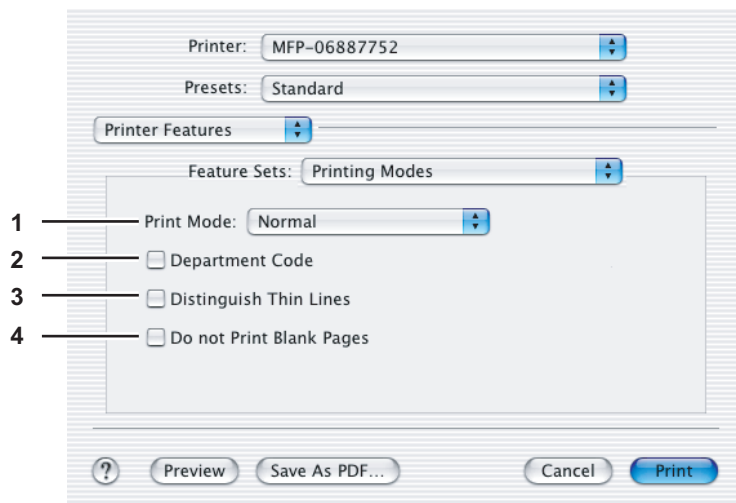 Printer: MFP-06887752
Presets: Standard
Printer Features
Feature Sets: Printing Modes
1 Print Mode: Normal
2 Department Code
3 Distinguish Thin Lines
4 Do not Print Blank Pages
? Preview Save As PDF... Cancel Print